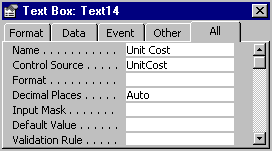 Text Box: Text14
Format Data Event Other All
Name . . . . . . . . . . . . Unit Cost
Control Source . . . . . UnitCost
Format . . . . . . . . . . .
Decimal Places . . . . . Auto
Input Mask . . . . . . . .
Default Value . . . . . . .
Validation Rule . . . . .